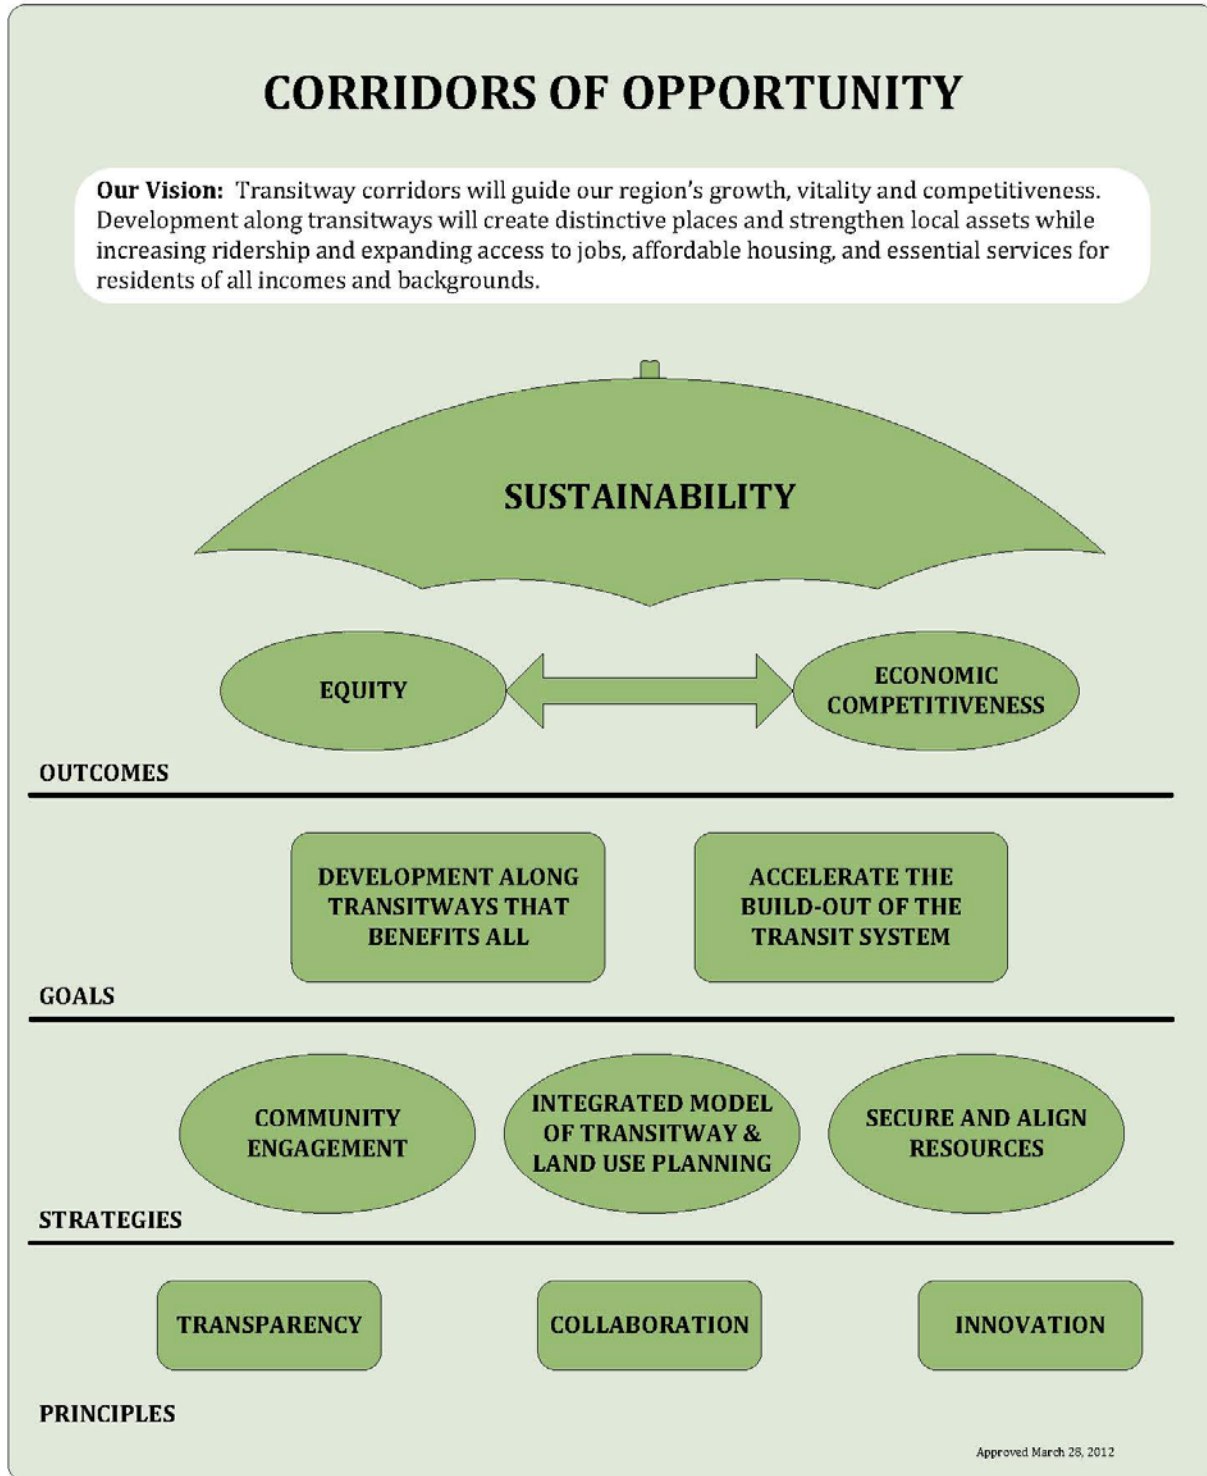 CORRIDORS OF OPPORTUNITY
Our Vision: Transitway corridors will guide our region's growth, vitality and competitiveness.
Development along transitways will create distinctive places and strengthen local assets while
increasing ridership and expanding access to jobs, affordable housing, and essential services for
residents of all incomes and backgrounds.
SUSTAINABILITY
EQUITY
ECONOMIC
COMPETITIVENESS
OUTCOMES
DEVELOPMENT ALONG
TRANSITWAYS THAT
BENEFITS ALL
ACCELERATE THE
BUILD-OUT OF THE
TRANSIT SYSTEM
GOALS
COMMUNITY
ENGAGEMENT
INTEGRATED MODEL
OF TRANSITWAY &
LAND USE PLANNING
SECURE AND ALIGN
RESOURCES
STRATEGIES
TRANSPARENCY
COLLABORATION
INNOVATION
PRINCIPLES
Approved March 28, 2012